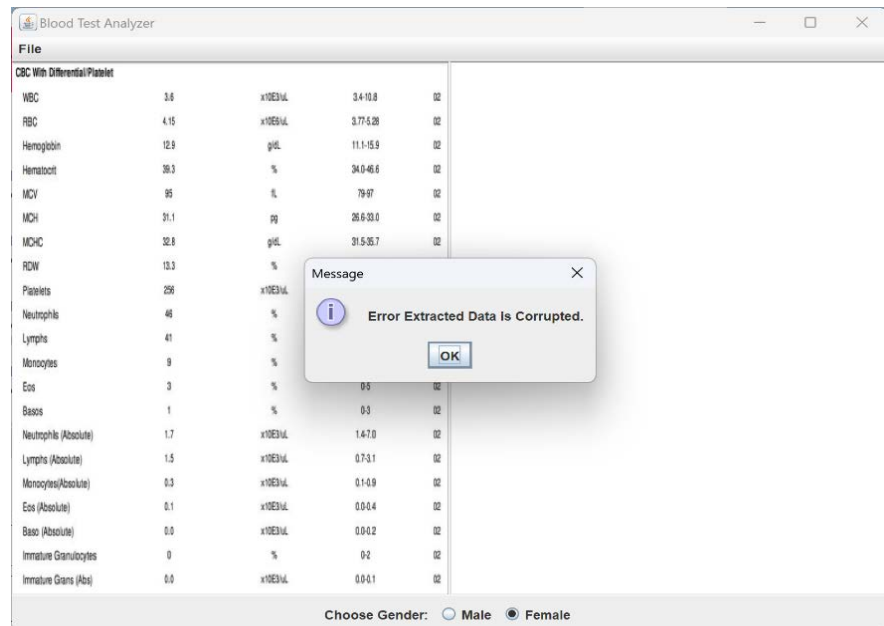 Blood Test Analyzer
File
CBC With Differential/Platelet
WBC 3.6 x10E3/uL 3.4-10.8 02
RBC 4.15 x10E6/uL 3.77-5.28 02
Hemoglobin 12.9 g/dL 11.1-15.9 02
Hematocrit 39.3 % 34.0-46.6 02
MCV 95 fL 79-97 02
MCH 31.1 pg 26.6-33.0 02
MCHC 32.8 g/dL 31.5-35.7 02
RDW 13.3 %
Platelets 256 x10E3/uL
Neutrophils 46 %
Lymphs 41 %
Monocytes 9 %
Eos 3 % 0-5 02
Basos 1 % 0-3 02
Neutrophils (Absolute) 1.7 x10E3/uL 1.4-7.0 02
Lymphs (Absolute) 1.5 x10E3/uL 0.7-3.1 02
Monocytes(Absolute) 0.3 x10E3/uL 0.1-0.9 02
Eos (Absolute) 0.1 x10E3/uL 0.0-0.4 02
Baso (Absolute) 0.0 x10E3/uL 0.0-0.2 02
Immature Granulocytes 0 % 0-2 02
Immature Grans (Abs) 0.0 x10E3/uL 0.0-0.1 02
Message
Error Extracted Data Is Corrupted.
OK
Choose Gender: Male Female